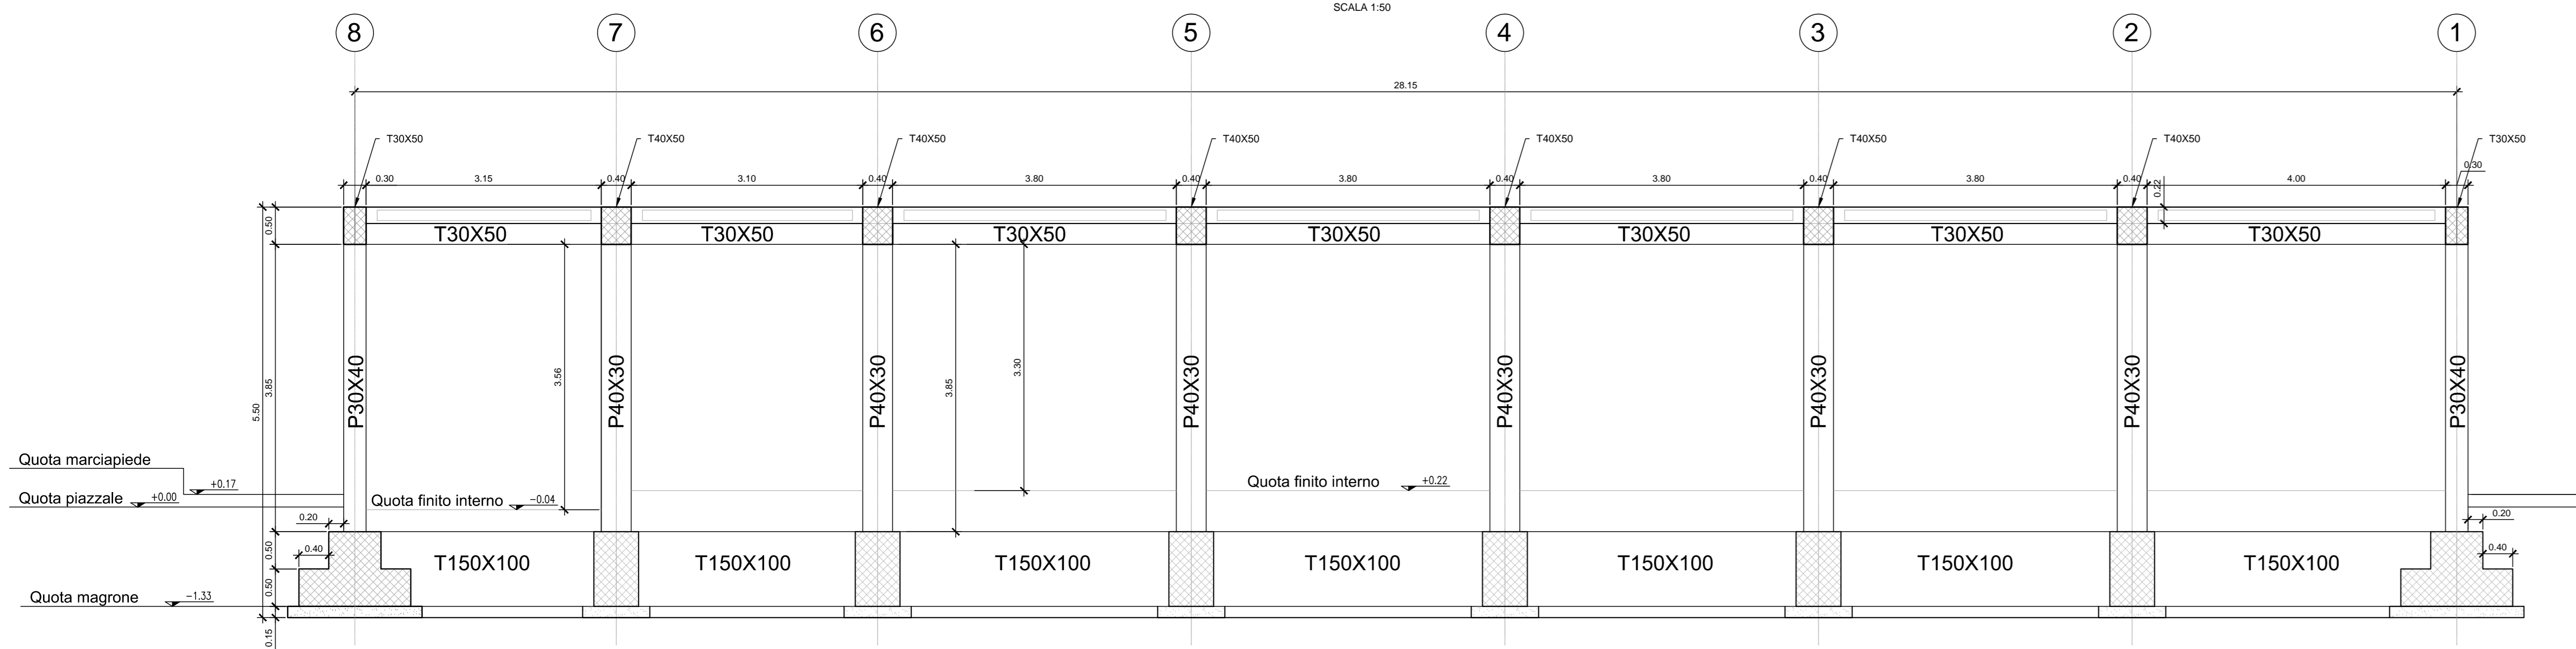 SCALA 1:50
8 7 6 5 4 3 2 1
28.15
T30X50 T40X50 T40X50 T40X50 T40X50 T40X50 T40X50 T30X50
0.30
0.30 3.15 0.40 3.10 0.40 3.80 0.40 3.80 0.40 3.80 0.40 3.80 0.40 4.00
0.22
0.50
T30X50 T30X50 T30X50 T30X50 T30X50 T30X50 T30X50
5.50
3.85
3.56
3.85
3.30
P30X40 P40X30 P40X30 P40X30 P40X30 P40X30 P40X30 P30X40
Quota marciapiede
+0.17
Quota piazzale +0.00
Quota finito interno -0.04
Quota finito interno +0.22
0.20
0.20
0.40
0.40
0.50
T150X100 T150X100 T150X100 T150X100 T150X100 T150X100 T150X100
0.50
Quota magrone -1.33
0.15